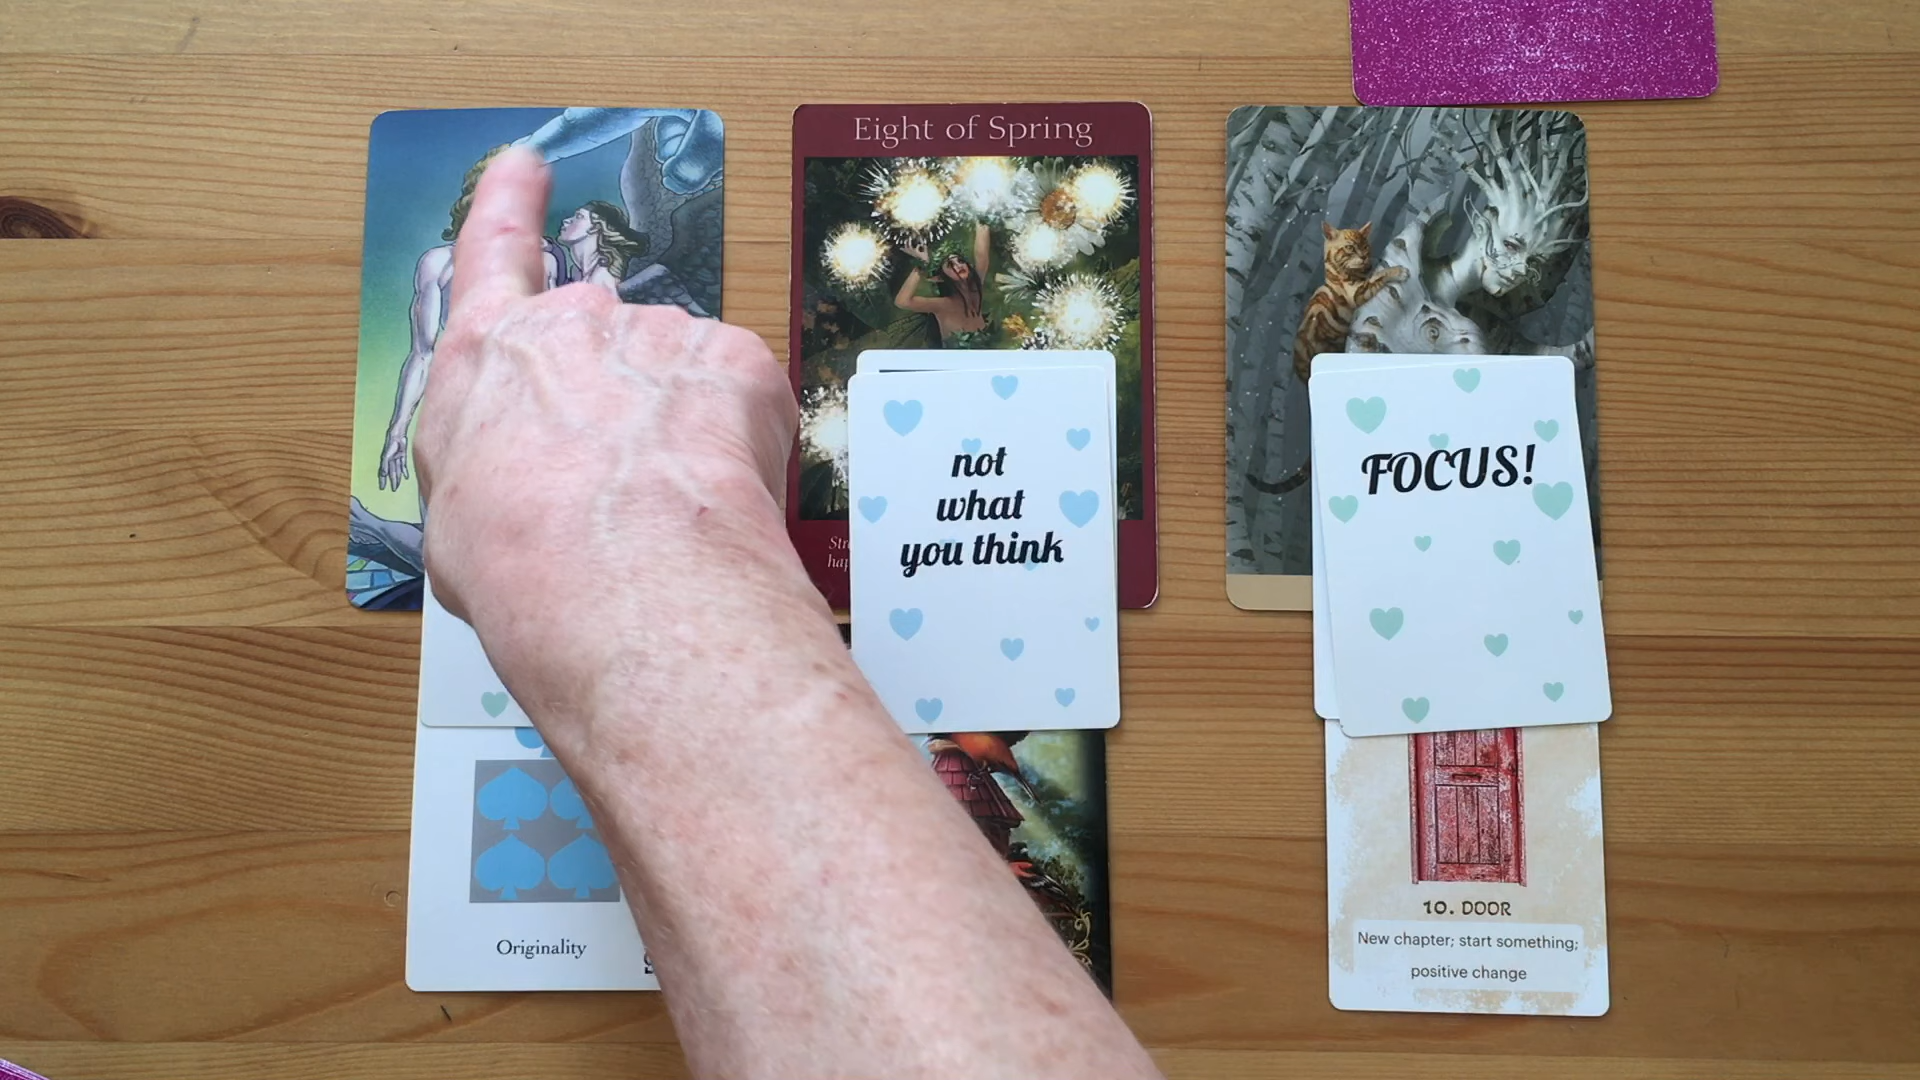 Eight of Spring
not
what
you think
FOCUS!
Originality
10. DOOR
New chapter; start something;
positive change